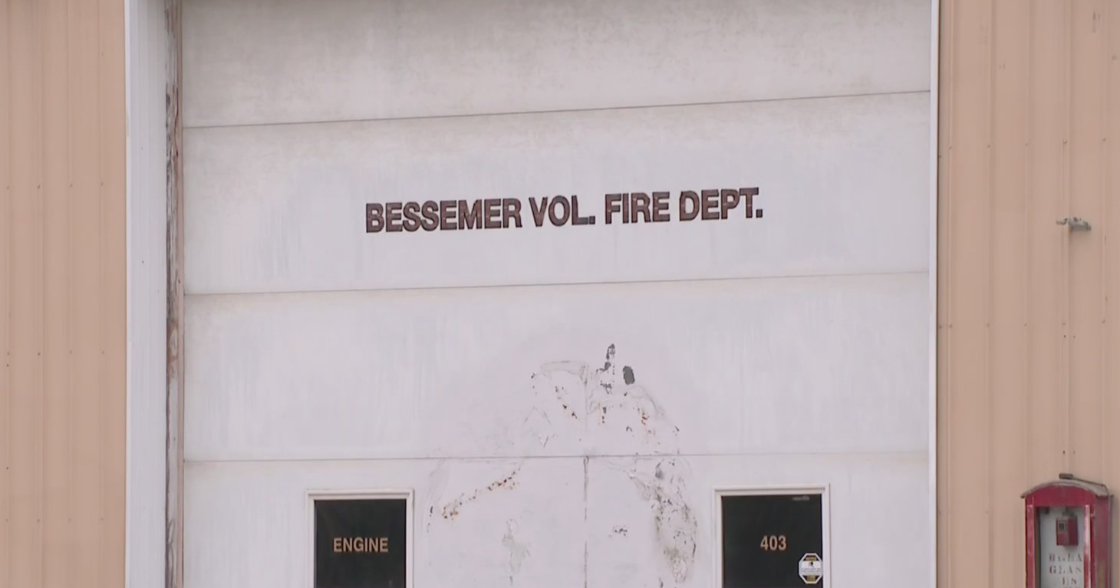 BESSEMER VOL. FIRE DEPT.
ENGINE
403